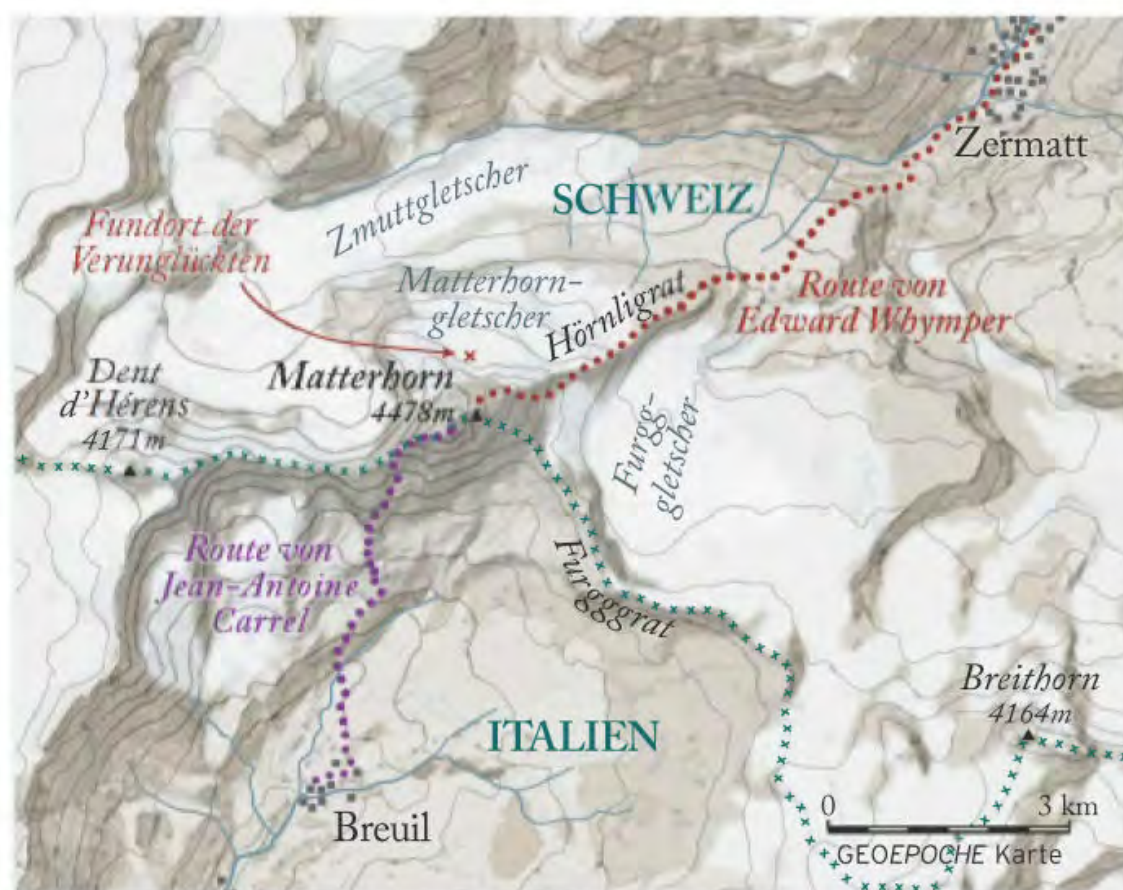 Zermatt
SCHWEIZ
Zmuttgletscher
Fundort der
Verunglückten
Matterhorn-
gletscher
Hörnligrat
Route von
Edward Whymper
Dent
d'Hérens
4171m
Matterhorn
4478m
Furgg-
gletscher
Route von
Jean-Antoine
Carrel
Furgggrat
Breithorn
4164m
ITALIEN
Breuil
0 3 km
GEOEPOCHE Karte